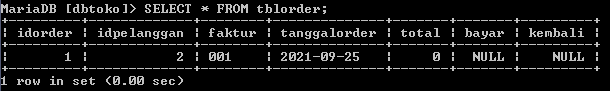 MariaDB [dbtoko]> SELECT * FROM tblorder;
+---------+-------------+--------+--------------+-------+-------+---------+
| idorder | idpelanggan | faktur | tanggalorder | total | bayar | kembali |
+---------+-------------+--------+--------------+-------+-------+---------+
|       1 |           2 | 001    | 2021-09-25   |     0 |  NULL |    NULL |
+---------+-------------+--------+--------------+-------+-------+---------+
1 row in set (0.00 sec)